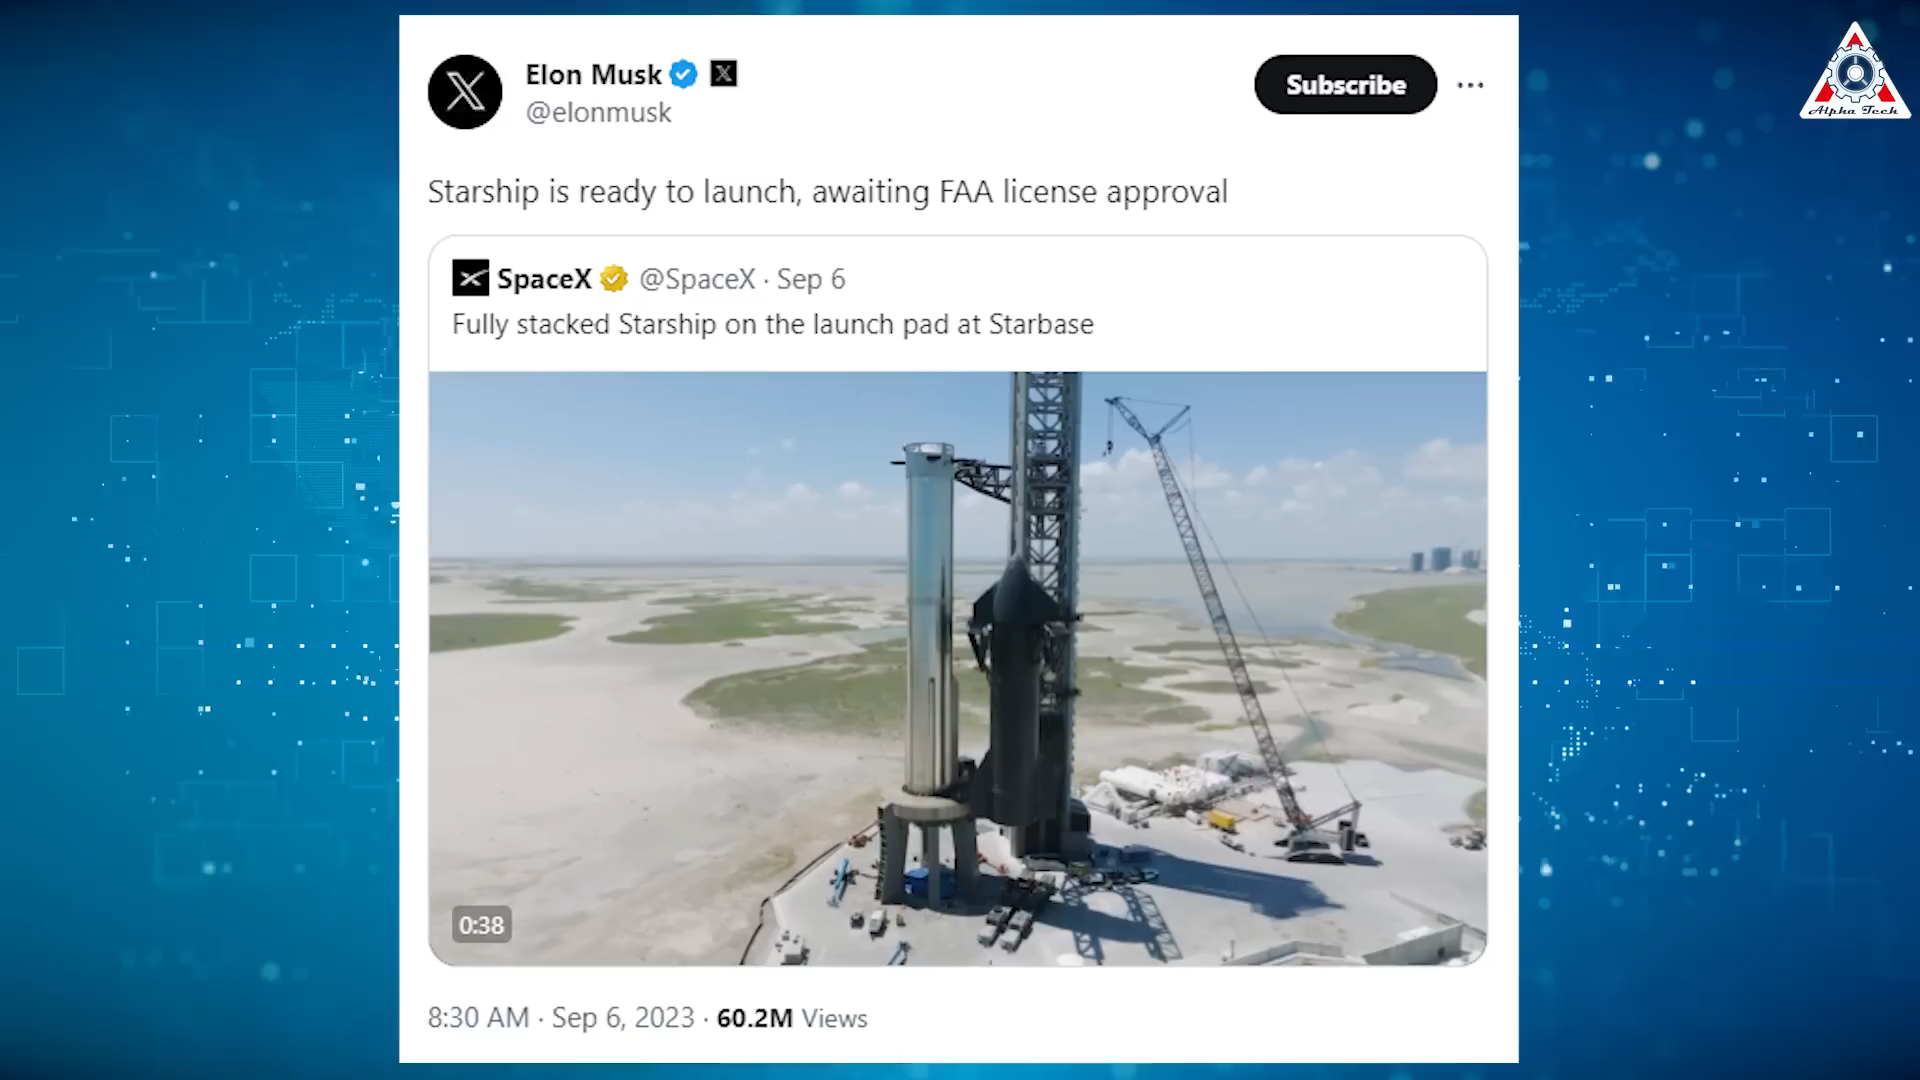 Elon Musk
@elonmusk
Subscribe
Alpha Tech
Starship is ready to launch, awaiting FAA license approval
SpaceX @SpaceX · Sep 6
Fully stacked Starship on the launch pad at Starbase
0:38
8:30 AM · Sep 6, 2023 · 60.2M Views